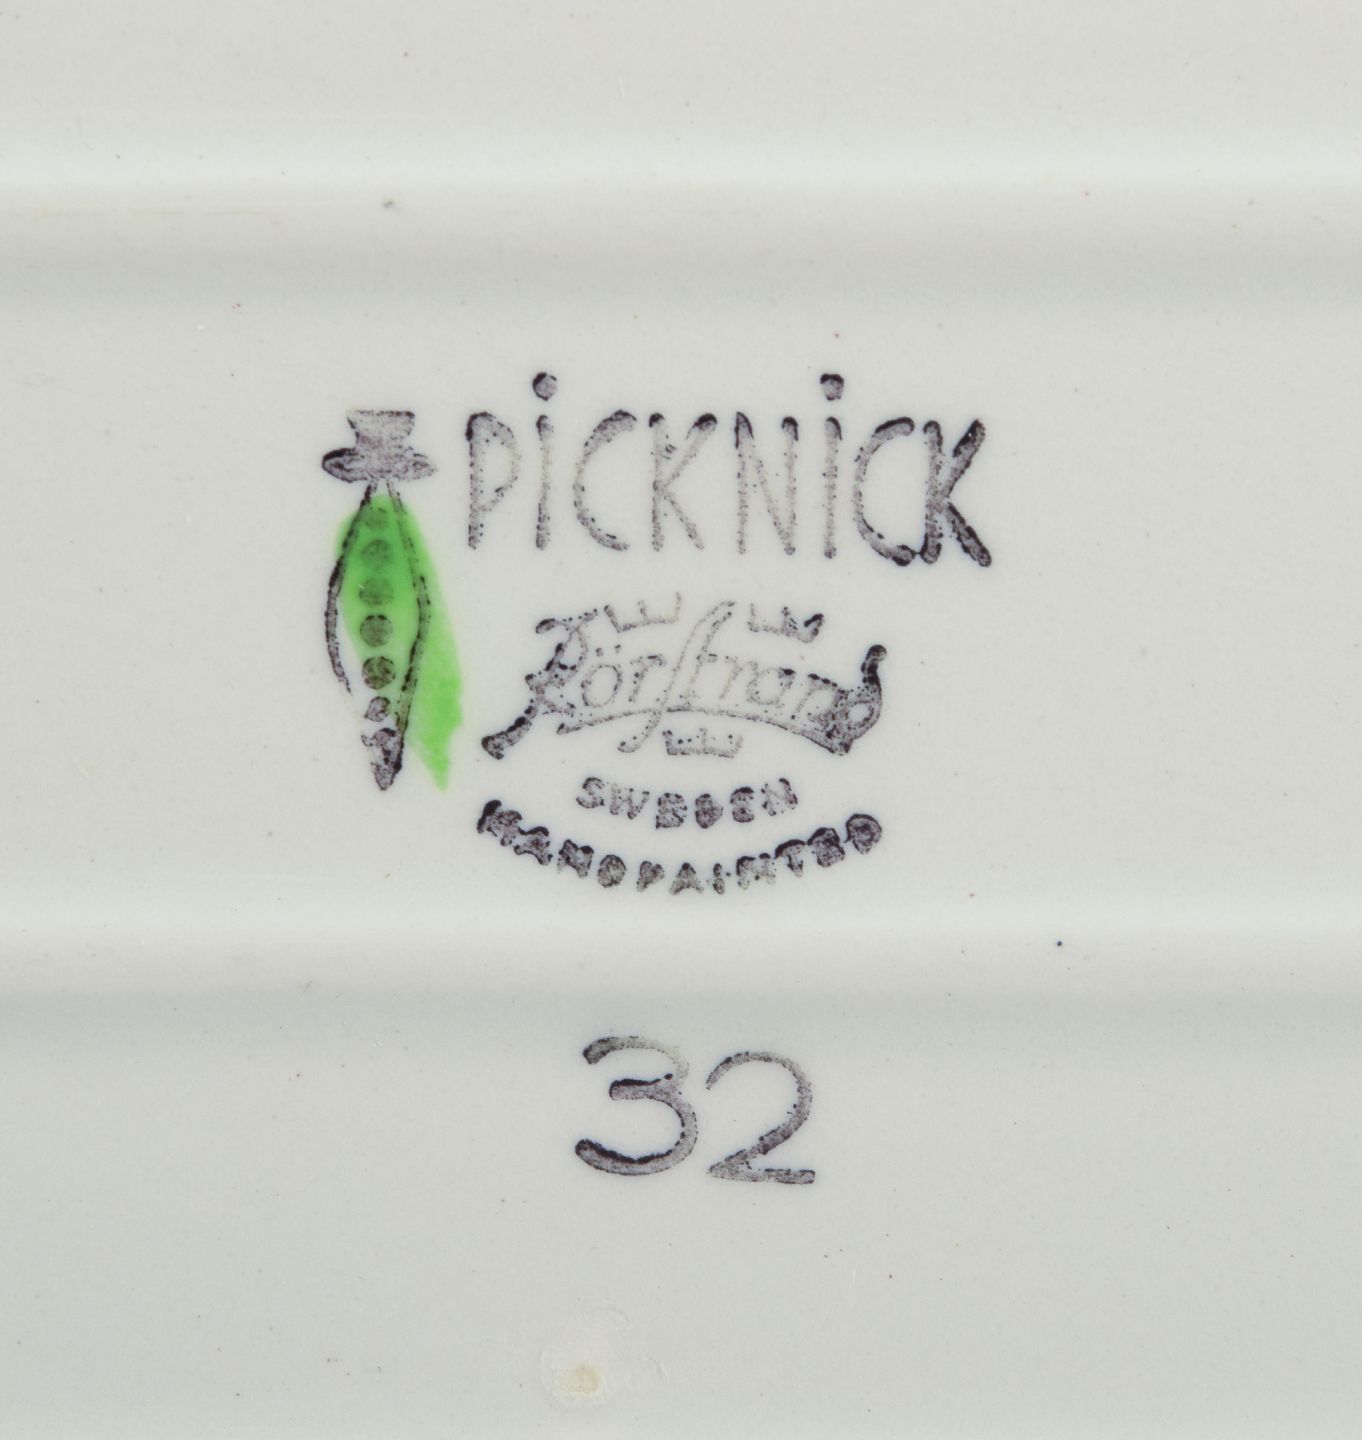 PiCKNiCK
Rörstrand
SWEDEN
HANDPAINTED
32